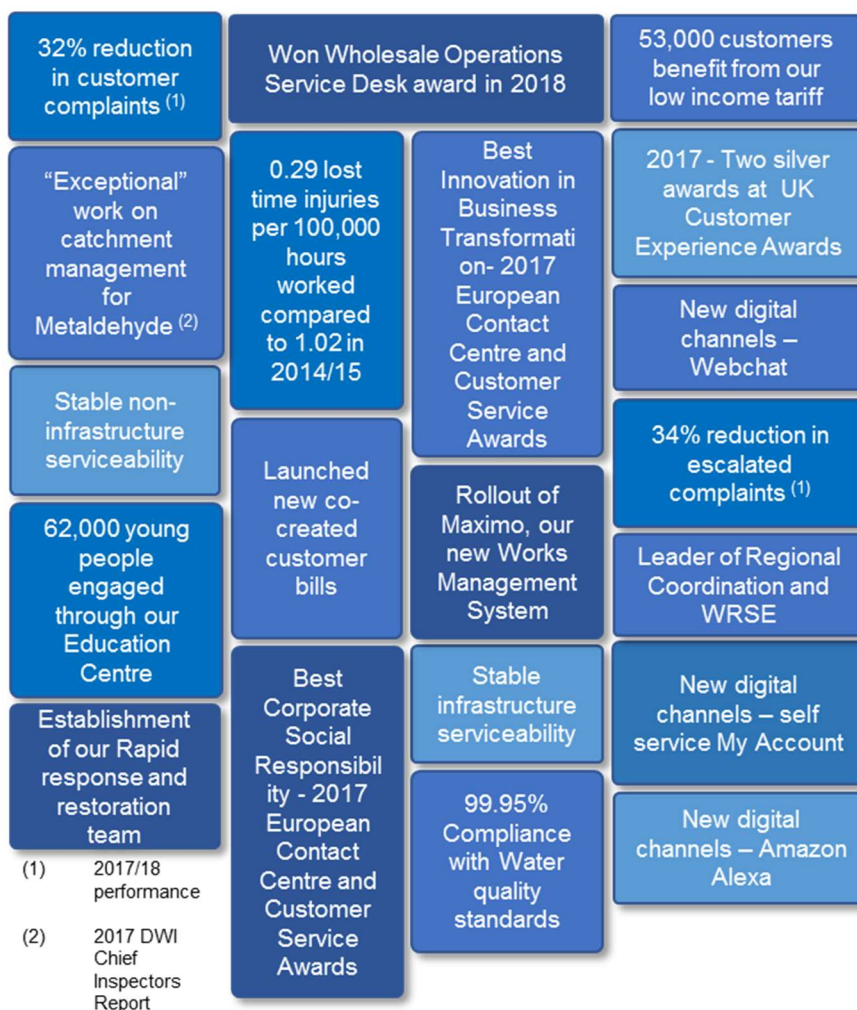 32% reduction
in customer
complaints (1)
Won Wholesale Operations
Service Desk award in 2018
53,000 customers
benefit from our
low income tariff
“Exceptional”
work on
catchment
management
for
Metaldehyde (2)
0.29 lost
time injuries
per 100,000
hours
worked
compared
to 1.02 in
2014/15
Best
Innovation in
Business
Transformati
on- 2017
European
Contact
Centre and
Customer
Service
Awards
2017 - Two silver
awards at UK
Customer
Experience Awards
New digital
channels –
Webchat
Stable non-
infrastructure
serviceability
34% reduction in
escalated
complaints (1)
Launched
new co-
created
customer
bills
Rollout of
Maximo, our
new Works
Management
System
62,000 young
people
engaged
through our
Education
Centre
Leader of Regional
Coordination and
WRSE
Best
Corporate
Social
Responsibil
ity - 2017
European
Contact
Centre and
Customer
Service
Awards
Stable
infrastructure
serviceability
New digital
channels – self
service My Account
Establishment
of our Rapid
response and
restoration
team
99.95%
Compliance
with Water
quality
standards
New digital
channels – Amazon
Alexa
(1) 2017/18
performance
(2) 2017 DWI
Chief
Inspectors
Report